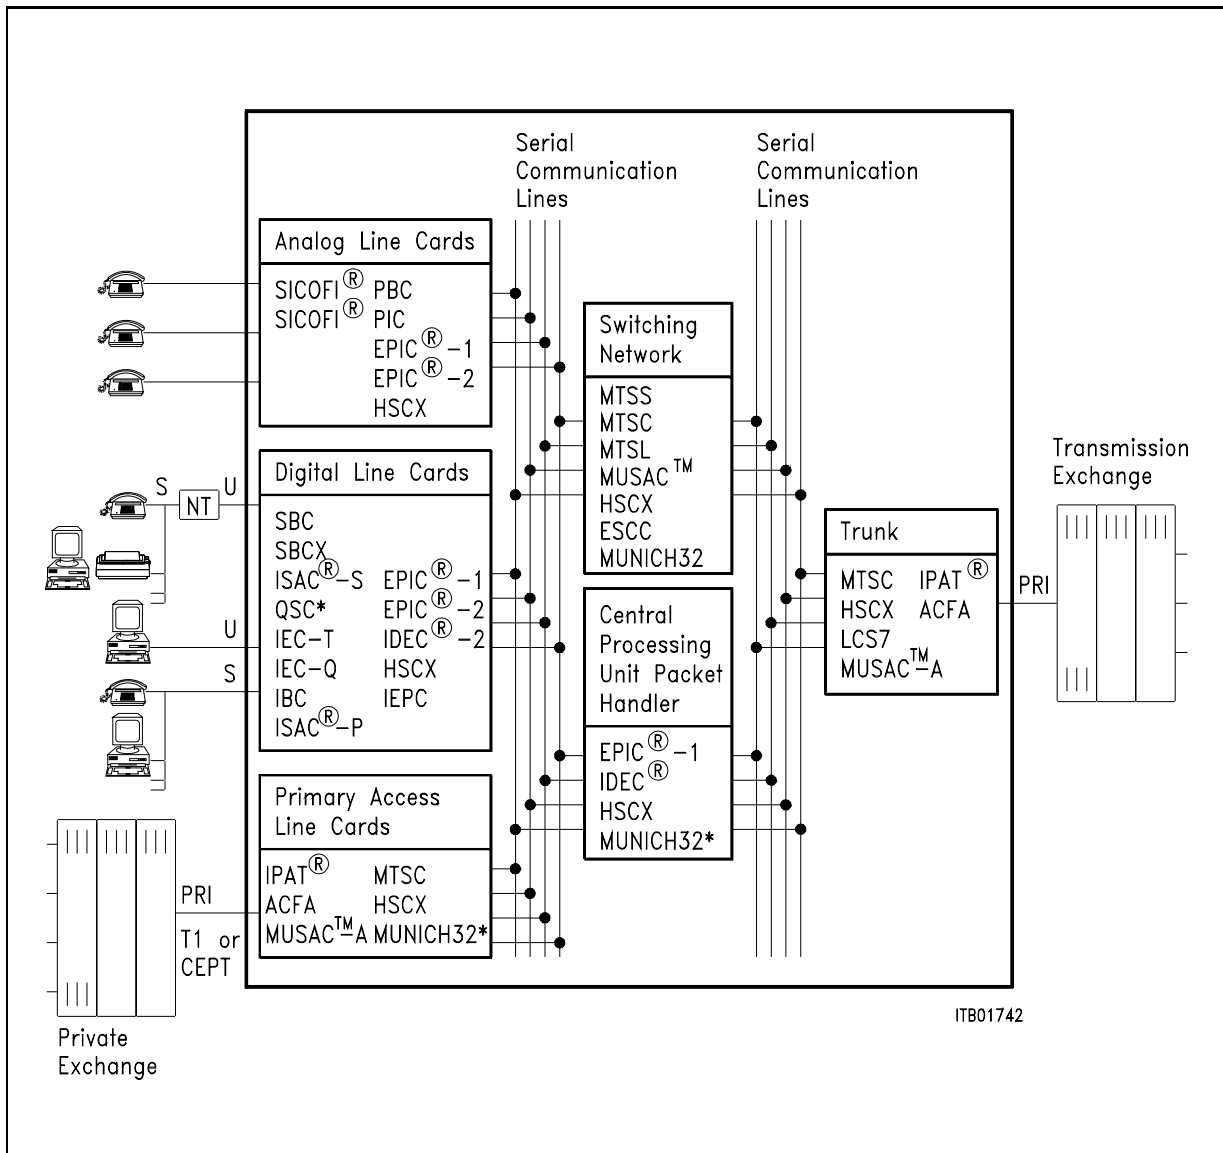 Serial
Communication
Lines
Serial
Communication
Lines
Analog Line Cards
SICOFI® PBC
SICOFI® PIC
EPIC®-1
EPIC®-2
HSCX
Switching
Network
MTSS
MTSC
MTSL
MUSAC™
HSCX
ESCC
MUNICH32
S NT U
Digital Line Cards
SBC
SBCX
ISAC®-S EPIC®-1
QSC* EPIC®-2
IEC-T IDEC®-2
IEC-Q HSCX
IBC IEPC
ISAC®-P
U
S
Central
Processing
Unit Packet
Handler
EPIC®-1
IDEC®
HSCX
MUNICH32*
Trunk
MTSC IPAT®
HSCX ACFA
LCS7
MUSAC™-A
PRI
Transmission
Exchange
Primary Access
Line Cards
IPAT® MTSC
ACFA HSCX
MUSAC™-A MUNICH32*
PRI
T1 or
CEPT
Private
Exchange
ITB01742